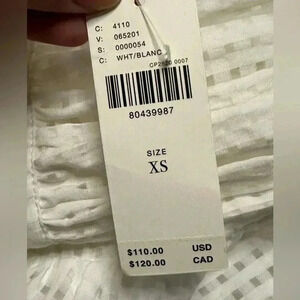 C: 4110
V: 065201
S: 0000054
C: WHT/BLANC
80439987
SIZE
XS
$110.00 USD
$120.00 CAD